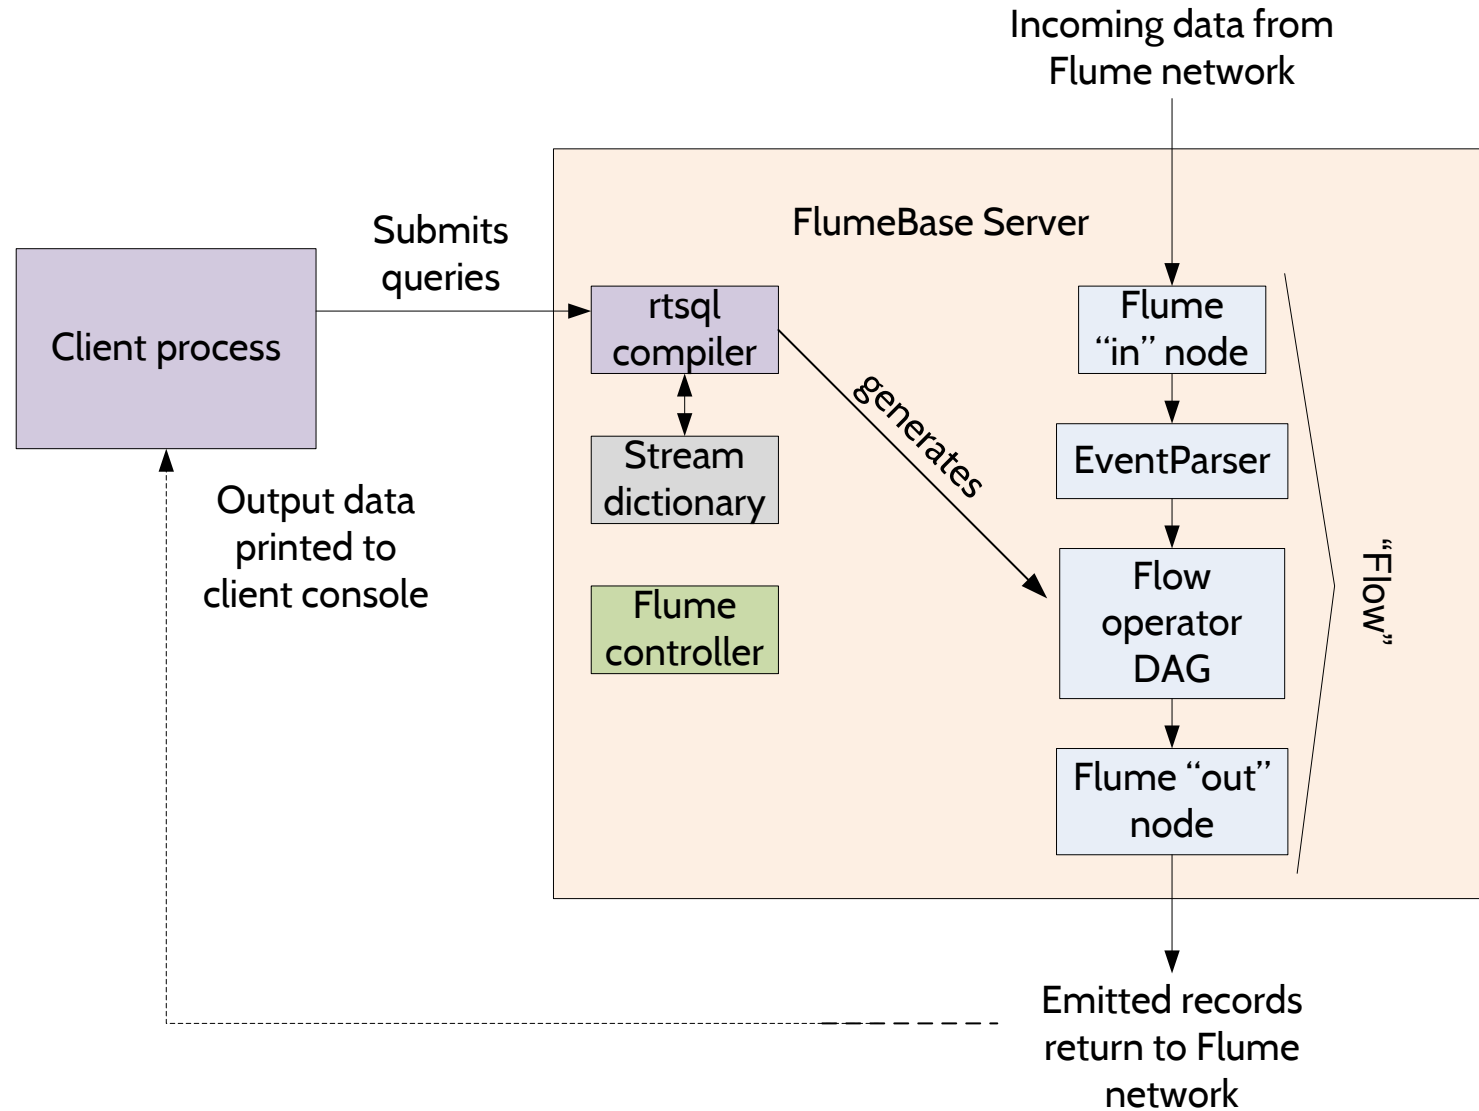 Incoming data from
Flume network
FlumeBase Server
Submits
queries
Client process
rtsql
compiler
generates
Stream
dictionary
Flume
controller
Flume
“in” node
EventParser
Flow
operator
DAG
Flume “out”
node
“Flow”
Output data
printed to
client console
Emitted records
return to Flume
network